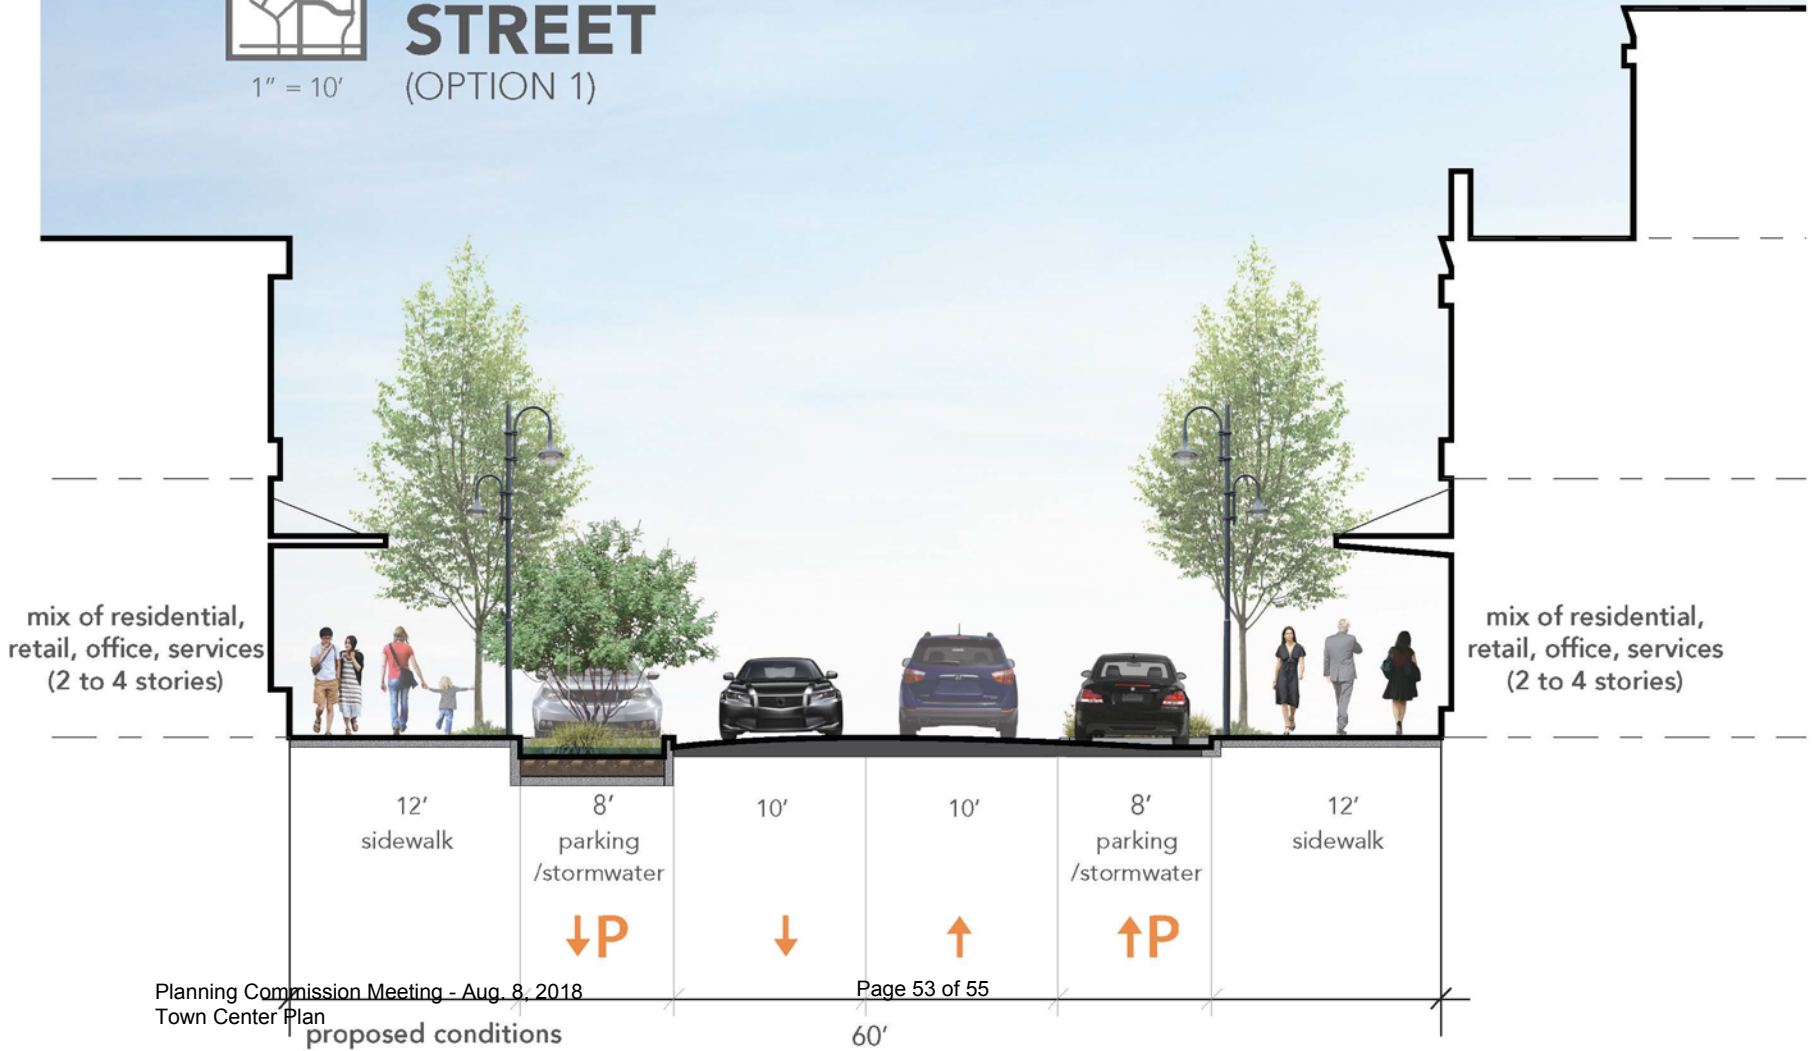 STREET
1" = 10'
(OPTION 1)
mix of residential,
retail, office, services
(2 to 4 stories)
mix of residential,
retail, office, services
(2 to 4 stories)
12'
sidewalk
8'
parking
/stormwater
10'
10'
8'
parking
/stormwater
12'
sidewalk
P
P
Planning Commission Meeting - Aug. 8, 2018
Town Center Plan
Page 53 of 55
proposed conditions
60'